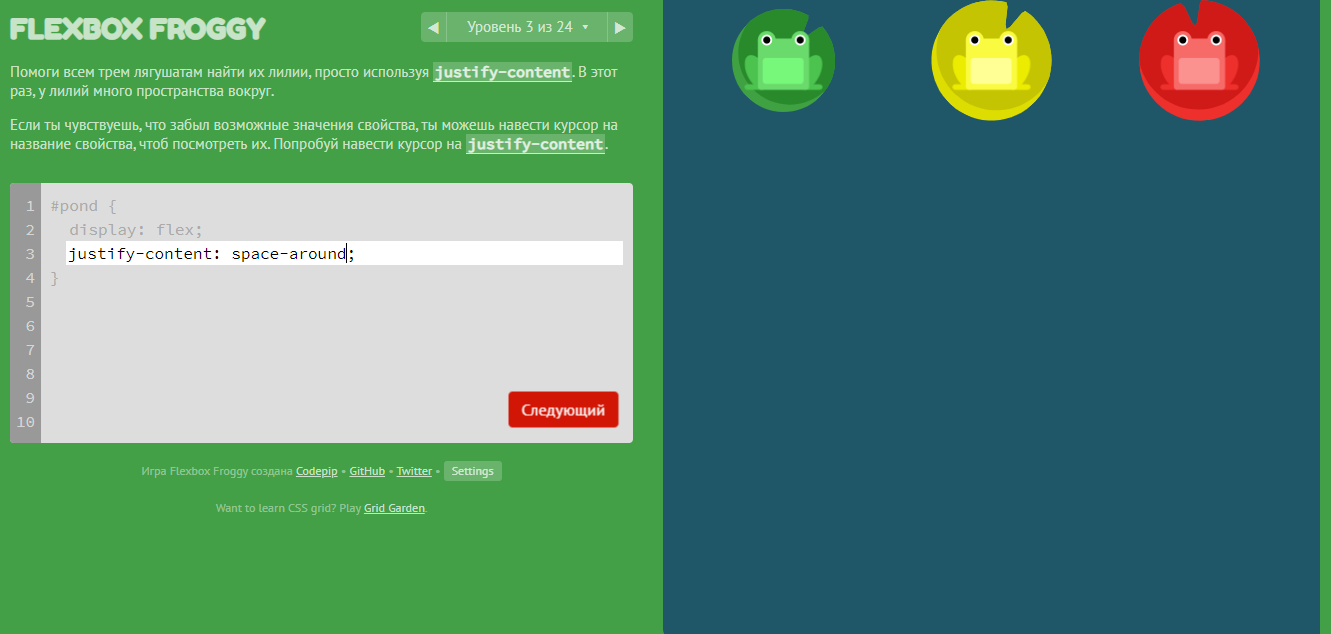 FLEXBOX FROGGY
Уровень 3 из 24
Помоги всем трем лягушатам найти их лилии, просто используя justify-content. В этот
раз, у лилий много пространства вокруг.
Если ты чувствуешь, что забыл возможные значения свойства, ты можешь навести курсор на
название свойства, чтоб посмотреть их. Попробуй навести курсор на justify-content.
1 #pond {
2 display: flex;
3 justify-content: space-around;
4 }
5
6
7
8
9
10
Следующий
Игра Flexbox Froggy создана Codepip • GitHub • Twitter • Settings
Want to learn CSS grid? Play Grid Garden.